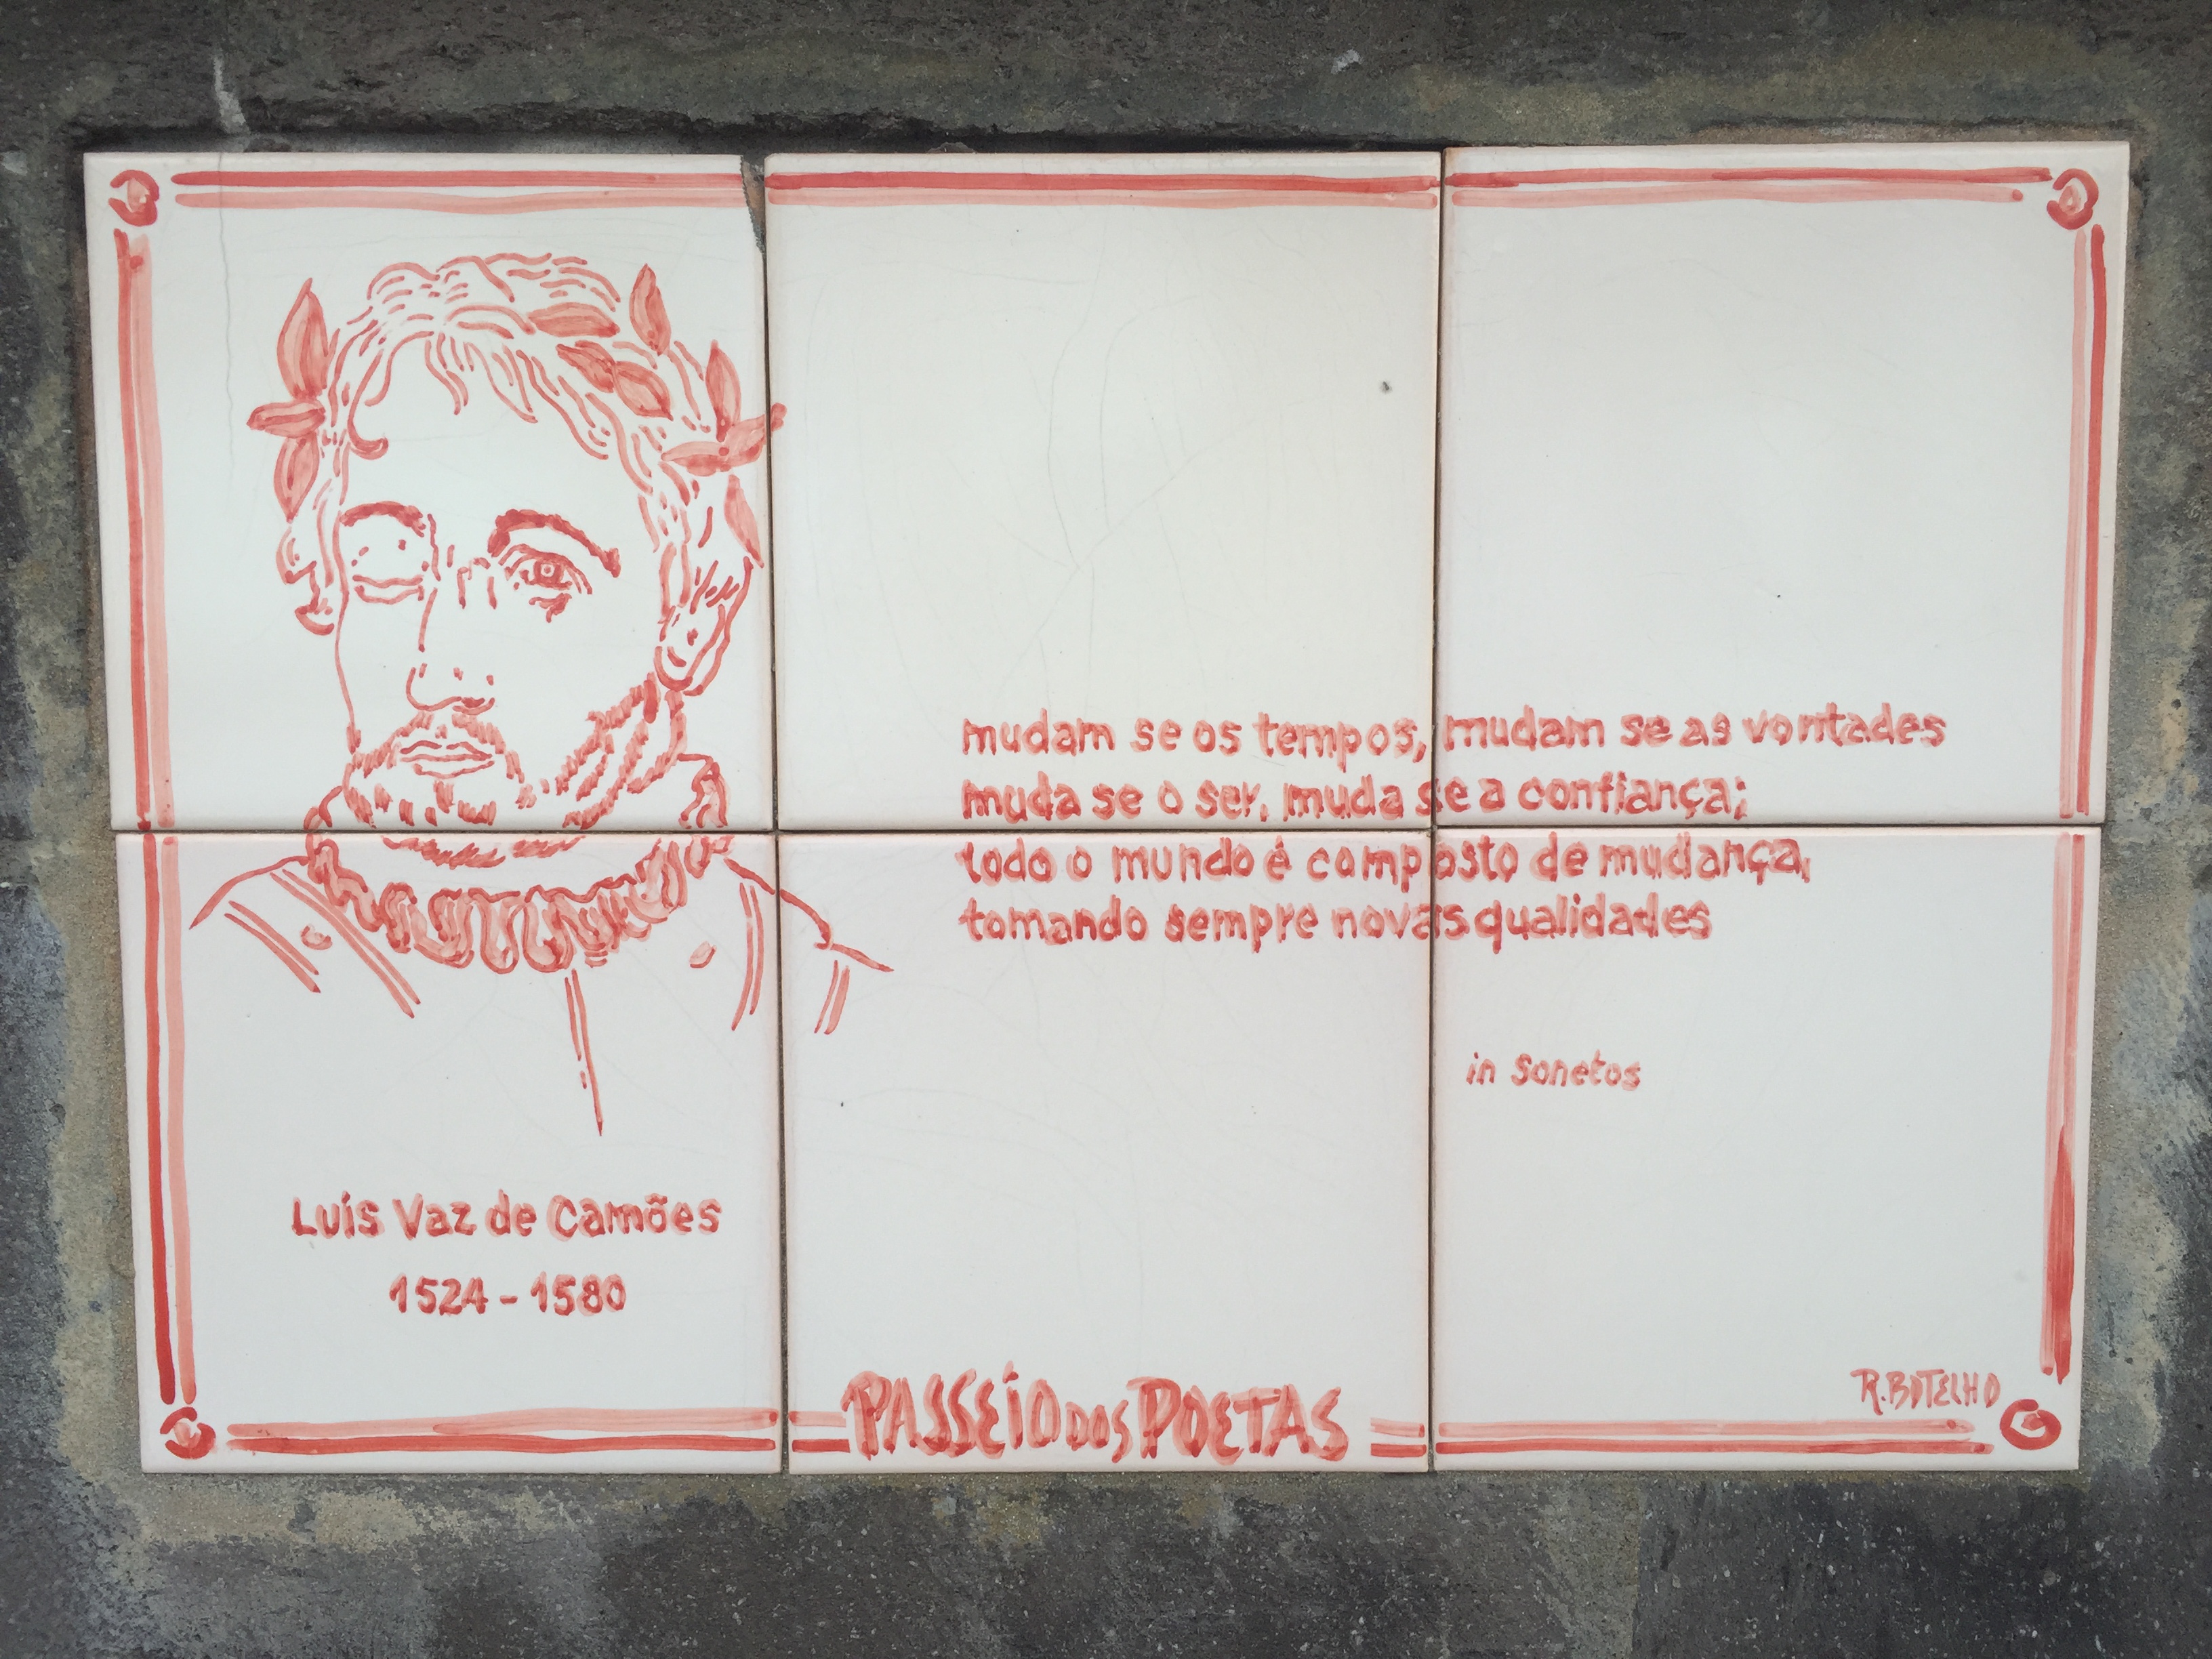 mudam se os tempos, mudam se as vontades
muda se o ser, muda se a confiança;
todo o mundo é composto de mudança,
tomando sempre novas qualidades
in Sonetos
Luís Vaz de Camões
1524 - 1580
PASSEIO DOS POETAS
R. BOTELHO